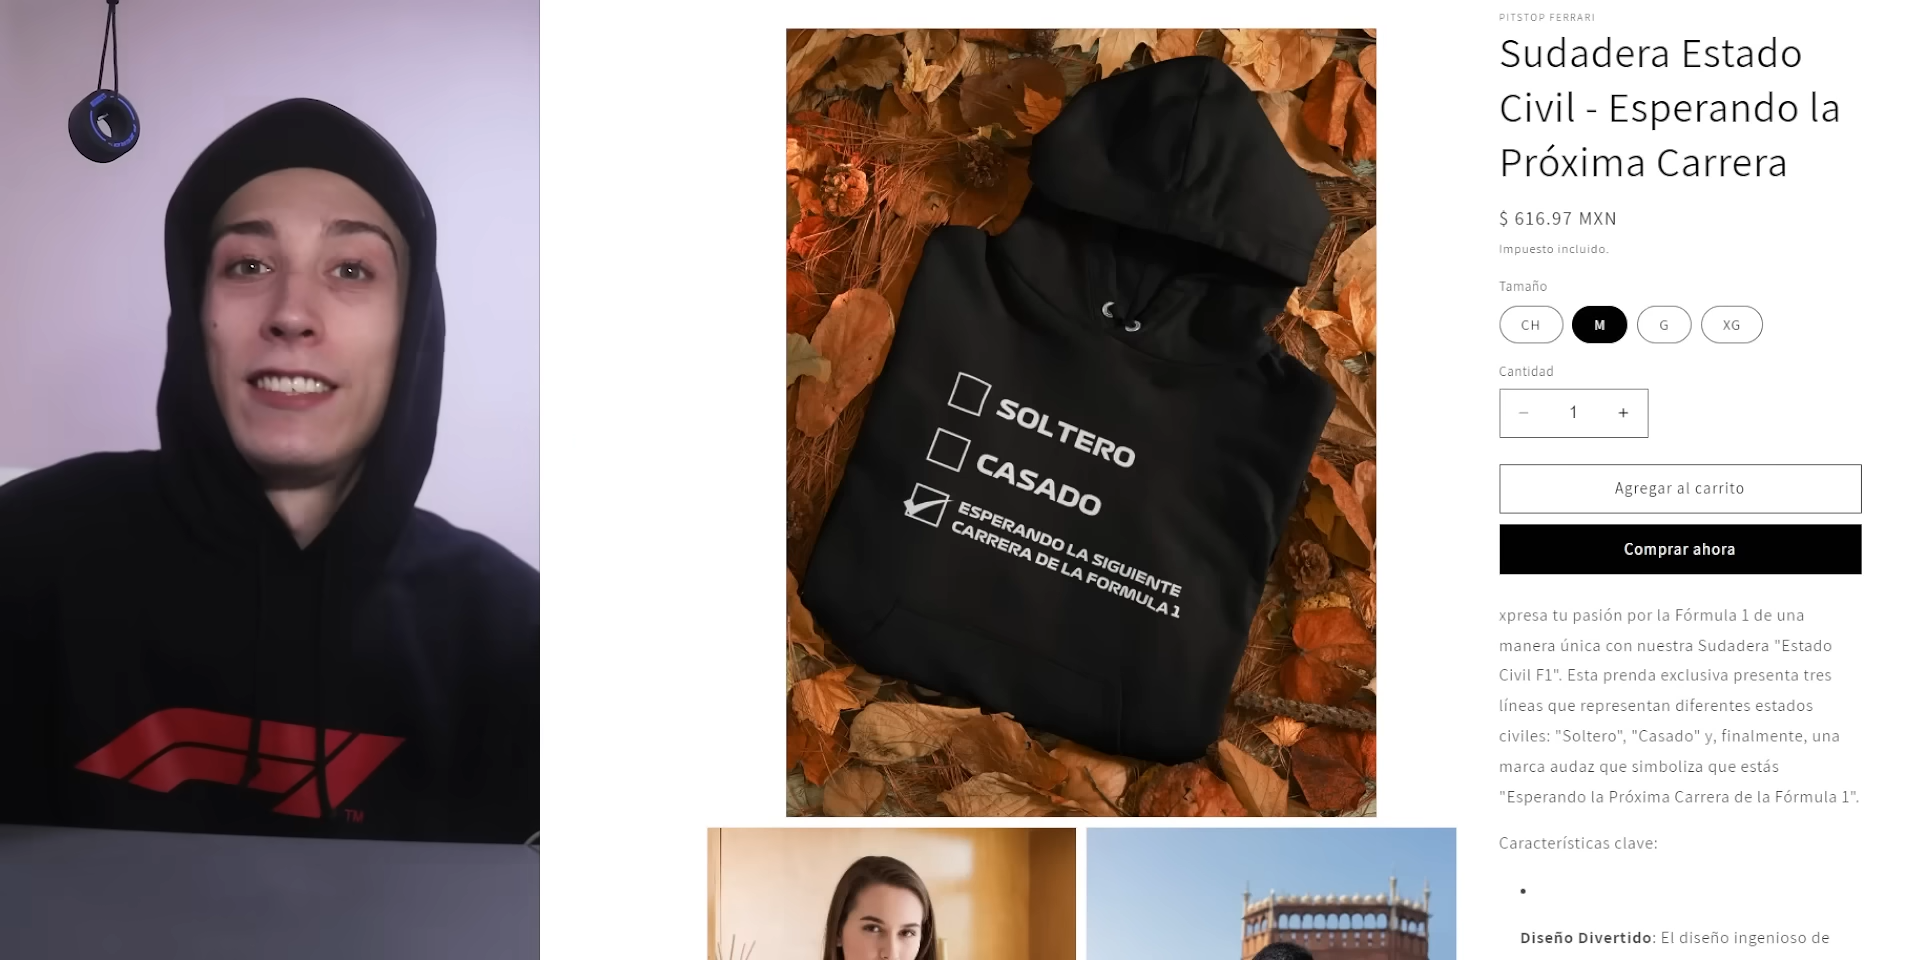 TM
SOLTERO
CASADO
ESPERANDO LA SIGUIENTE
CARRERA DE LA FORMULA 1
PITSTOP FERRARI
Sudadera Estado
Civil - Esperando la
Próxima Carrera
$ 616.97 MXN
Impuesto incluido.
Tamaño
CH
M
G
XG
Cantidad
− 1 +
Agregar al carrito
Comprar ahora
xpresa tu pasión por la Fórmula 1 de una
manera única con nuestra Sudadera "Estado
Civil F1". Esta prenda exclusiva presenta tres
líneas que representan diferentes estados
civiles: "Soltero", "Casado" y, finalmente, una
marca audaz que simboliza que estás
"Esperando la Próxima Carrera de la Fórmula 1".
Características clave:
•
Diseño Divertido: El diseño ingenioso de